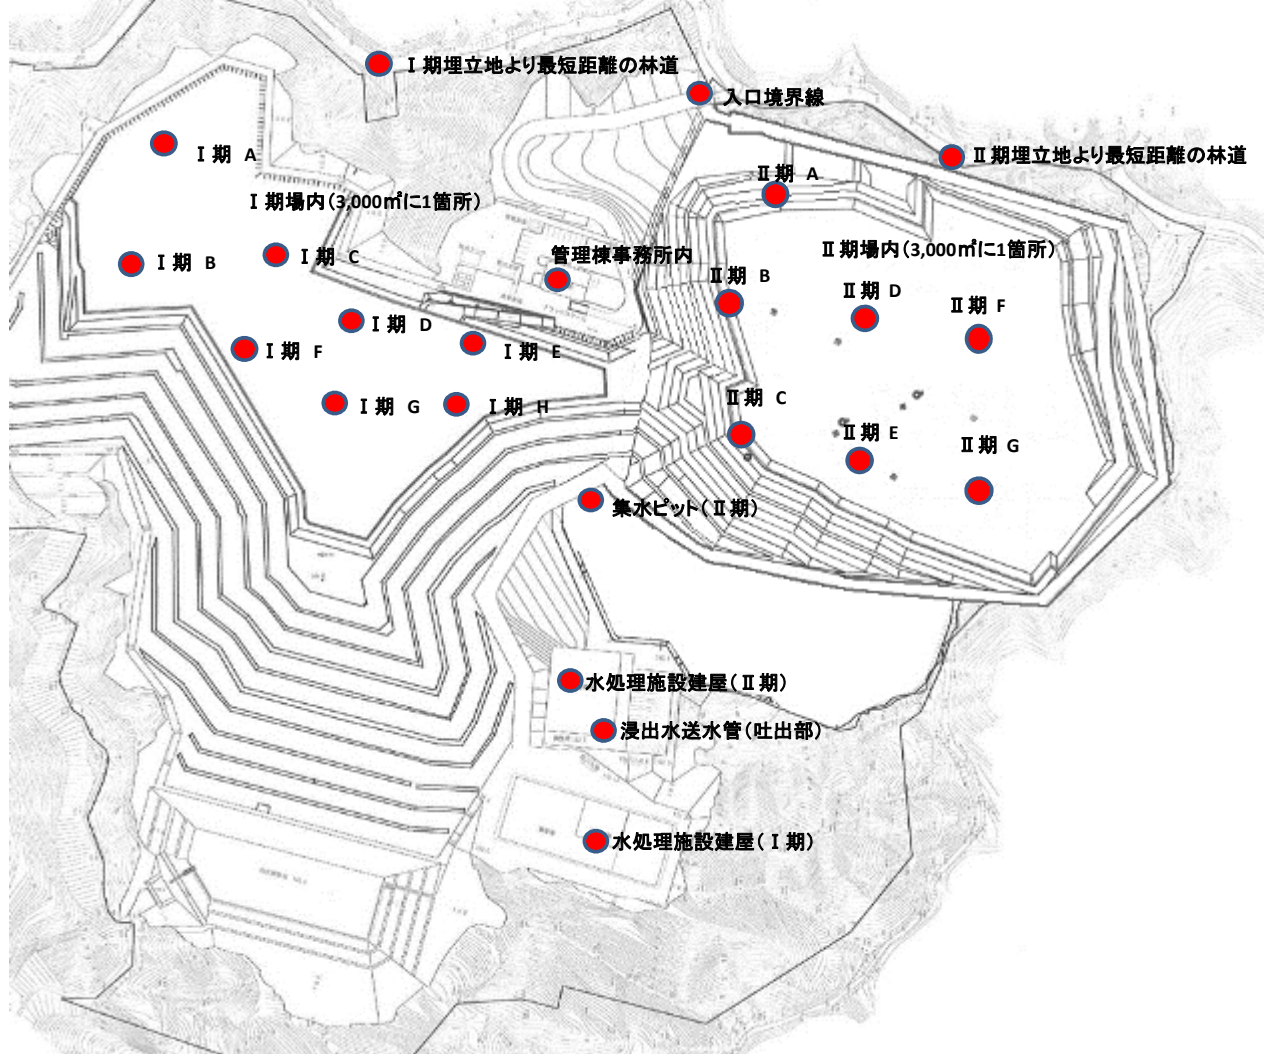 Ⅰ期埋立地より最短距離の林道
入口境界線
Ⅱ期埋立地より最短距離の林道
Ⅰ期 A
Ⅱ期 A
Ⅰ期場内(3,000㎡に1箇所)
Ⅱ期場内(3,000㎡に1箇所)
管理棟事務所内
Ⅰ期 B
Ⅰ期 C
Ⅱ期 B
Ⅱ期 D
Ⅱ期 F
Ⅰ期 D
Ⅰ期 F
Ⅰ期 E
Ⅱ期 C
Ⅰ期 G
Ⅰ期 H
Ⅱ期 E
Ⅱ期 G
集水ピット(Ⅱ期)
水処理施設建屋(Ⅱ期)
浸出水送水管(吐出部)
水処理施設建屋(Ⅰ期)